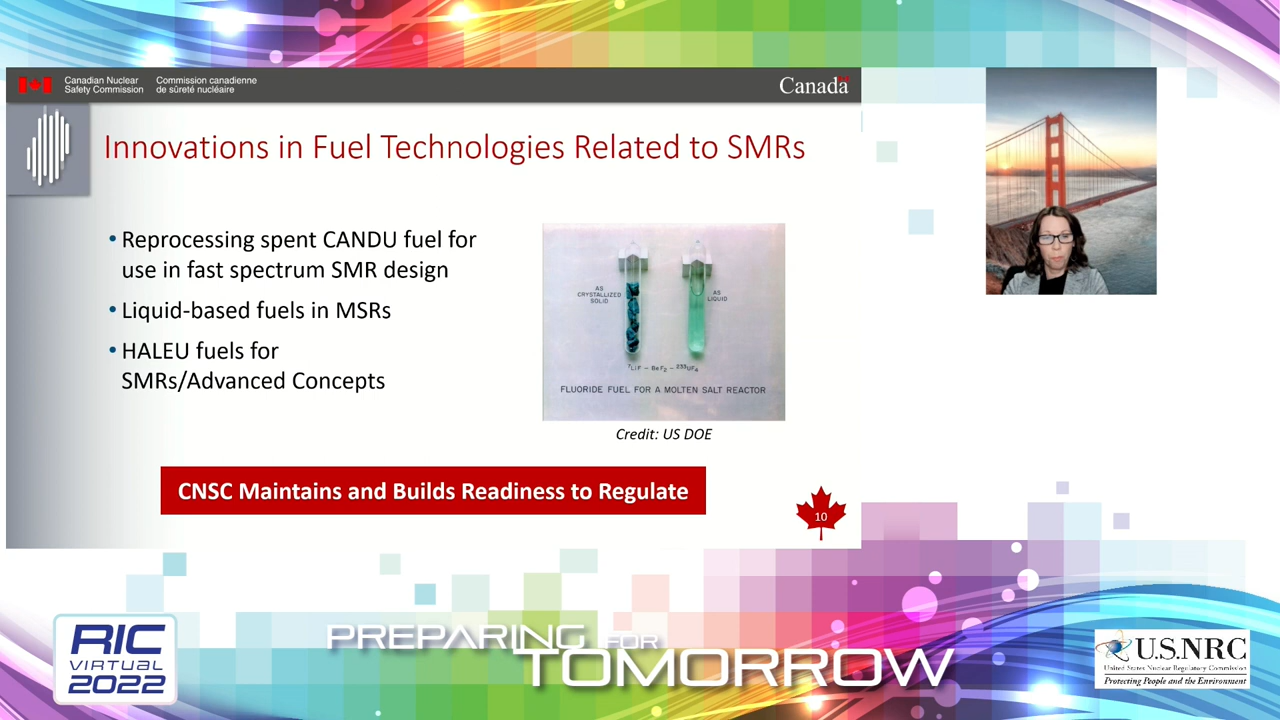 Canadian Nuclear Safety Commission
Commission canadienne de sûreté nucléaire
Canada
Innovations in Fuel Technologies Related to SMRs
• Reprocessing spent CANDU fuel for
use in fast spectrum SMR design
• Liquid-based fuels in MSRs
• HALEU fuels for
SMRs/Advanced Concepts
AS CRYSTALLIZED SOLID
AS LIQUID
⁷LiF – BeF₂ – ²³³UF₄
FLUORIDE FUEL FOR A MOLTEN SALT REACTOR
Credit: US DOE
CNSC Maintains and Builds Readiness to Regulate
10
RIC
VIRTUAL
2022
PREPARING FOR
TOMORROW
U.S.NRC
United States Nuclear Regulatory Commission
Protecting People and the Environment